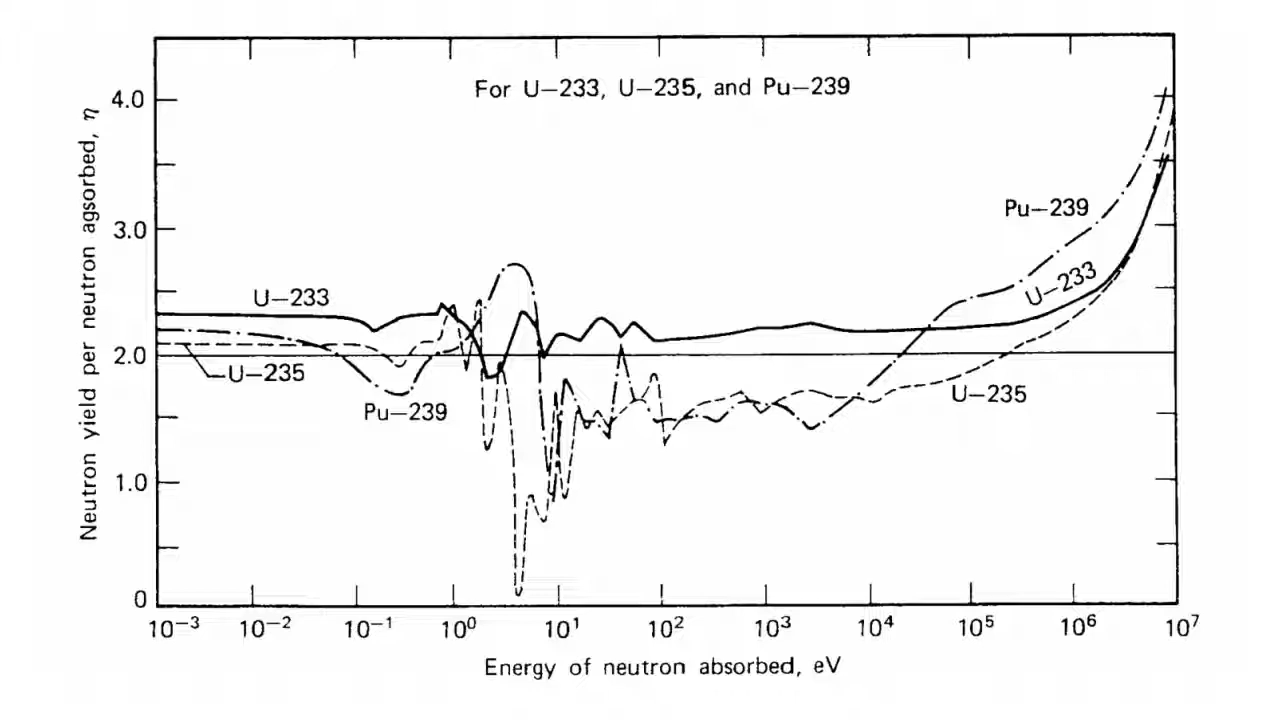 For U–233, U–235, and Pu–239
4.0
3.0
2.0
1.0
0
Neutron yield per neutron agsorbed, η
Pu–239
U–233
U–233
U–235
Pu–239
U–235
10⁻³ 10⁻² 10⁻¹ 10⁰ 10¹ 10² 10³ 10⁴ 10⁵ 10⁶ 10⁷
Energy of neutron absorbed, eV